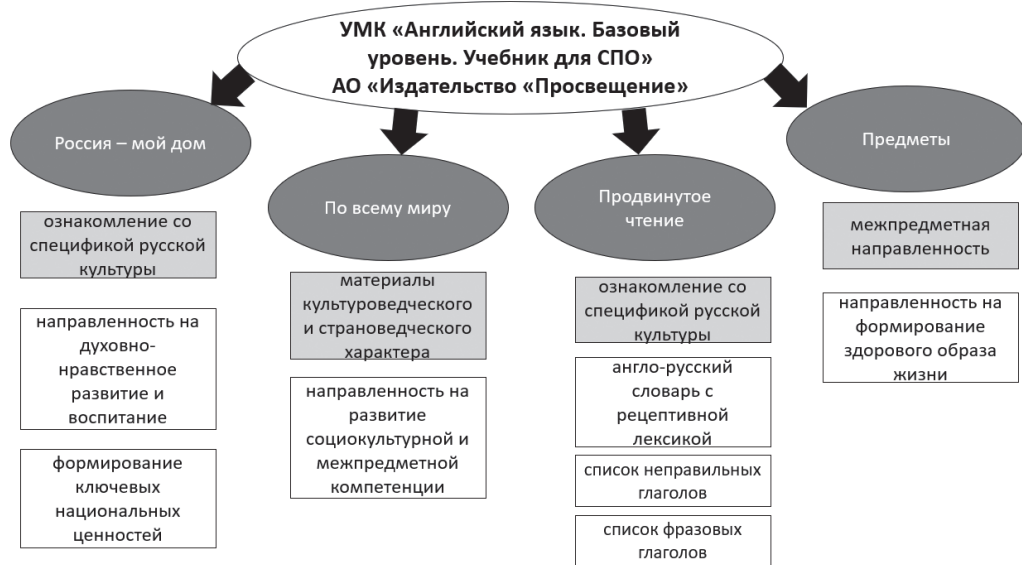 УМК «Английский язык. Базовый
уровень. Учебник для СПО»
АО «Издательство «Просвещение»
Россия – мой дом
ознакомление со
спецификой русской
культуры
направленность на
духовно-
нравственное
развитие и
воспитание
формирование
ключевых
национальных
ценностей
По всему миру
материалы
культуроведческого
и страноведческого
характера
направленность на
развитие
социокультурной и
межпредметной
компетенции
Продвинутое
чтение
ознакомление со
спецификой русской
культуры
англо-русский
словарь с
рецептивной
лексикой
список неправильных
глаголов
список фразовых
глаголов
Предметы
межпредметная
направленность
направленность на
формирование
здорового образа
жизни